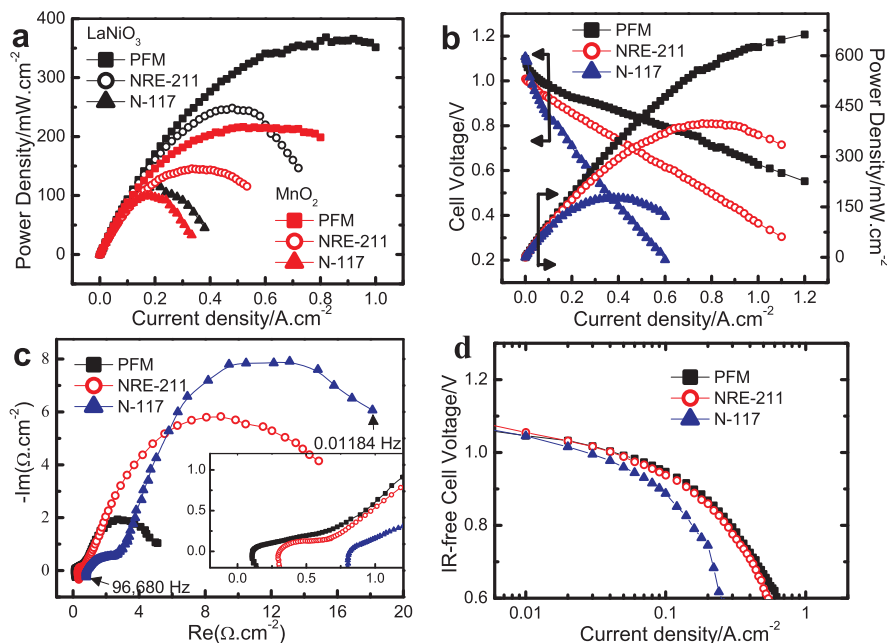 a
LaNiO3
PFM
NRE-211
N-117
MnO2
PFM
NRE-211
N-117
400
300
200
100
0
Power Density/mW.cm-2
0.0 0.2 0.4 0.6 0.8 1.0
Current density/A.cm-2
b
PFM
NRE-211
N-117
1.2
1.0
0.8
0.6
0.4
0.2
Cell Voltage/V
600
450
300
150
0
Power Density/mW.cm-2
0.0 0.2 0.4 0.6 0.8 1.0 1.2
Current density/A.cm-2
c
PFM
NRE-211
N-117
8
6
4
2
0
-Im(Ω.cm-2)
0.01184 Hz
1.0
0.5
0.0
0.0 0.5 1.0
96,680 Hz
0 4 8 12 16 20
Re(Ω.cm-2)
d
PFM
NRE-211
N-117
1.2
1.0
0.8
0.6
IR-free Cell Voltage/V
0.01 0.1 1
Current density/A.cm-2